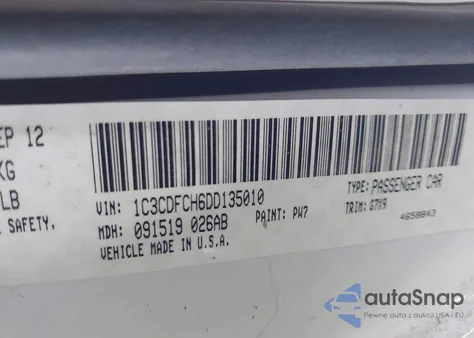 EP 12
KG
LB
SAFETY,
VIN: 1C3CDFCH6DD135010
TYPE: PASSENGER CAR
MDH: 091519 026AB
PAINT: PW7
TRIM: G7X9
VEHICLE MADE IN U.S.A.
4658843
autoSnap
Pewne auta z aukcji USA i EU